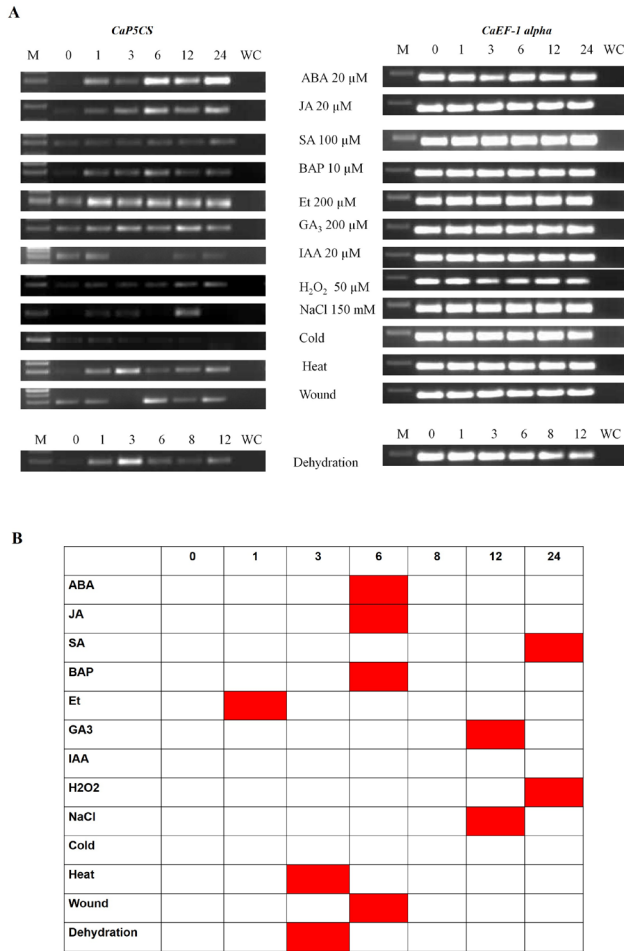 A
CaP5CS CaEF-1 alpha
M 0 1 3 6 12 24 WC M 0 1 3 6 12 24 WC
ABA 20 µM
JA 20 µM
SA 100 µM
BAP 10 µM
Et 200 µM
GA3 200 µM
IAA 20 µM
H2O2 50 µM
NaCl 150 mM
Cold
Heat
Wound
M 0 1 3 6 8 12 WC M 0 1 3 6 8 12 WC
Dehydration
B
0 1 3 6 8 12 24
ABA
JA
SA
BAP
Et
GA3
IAA
H2O2
NaCl
Cold
Heat
Wound
Dehydration